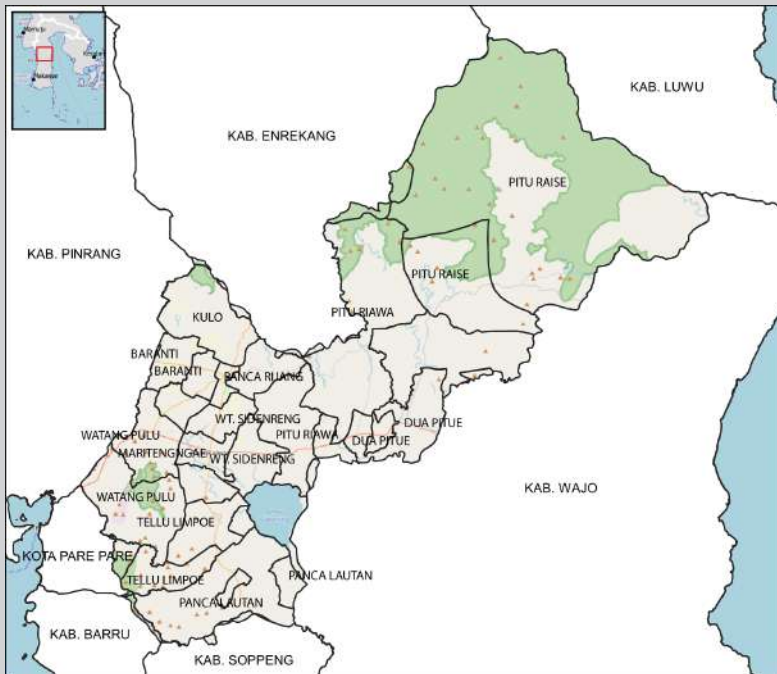 Mamuju
Makassar
KAB. LUWU
KAB. ENREKANG
PITU RAISE
KAB. PINRANG
PITU RAISE
PITU RIAWA
KULO
BARANTI
BARANTI
PANCA RIJANG
WT. SIDENRENG
DUA PITUE
WATANG PULU
PITU RIAWA
DUA PITUE
MARITENGNGAE
WT. SIDENRENG
KAB. WAJO
WATANG PULU
TELLU LIMPOE
KOTA PARE PARE
TELLU LIMPOE
PANCA LAUTAN
PANCA LAUTAN
KAB. BARRU
KAB. SOPPENG